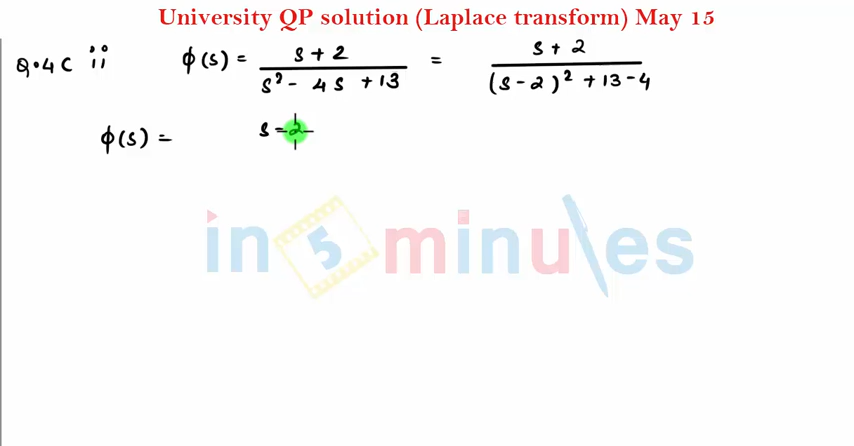 University QP solution (Laplace transform) May 15
Q.4 C ii ϕ(s) = (s + 2)/(s² - 4s + 13) = (s + 2)/((s - 2)² + 13 - 4)
ϕ(s) = s - 2
in 5 minutes